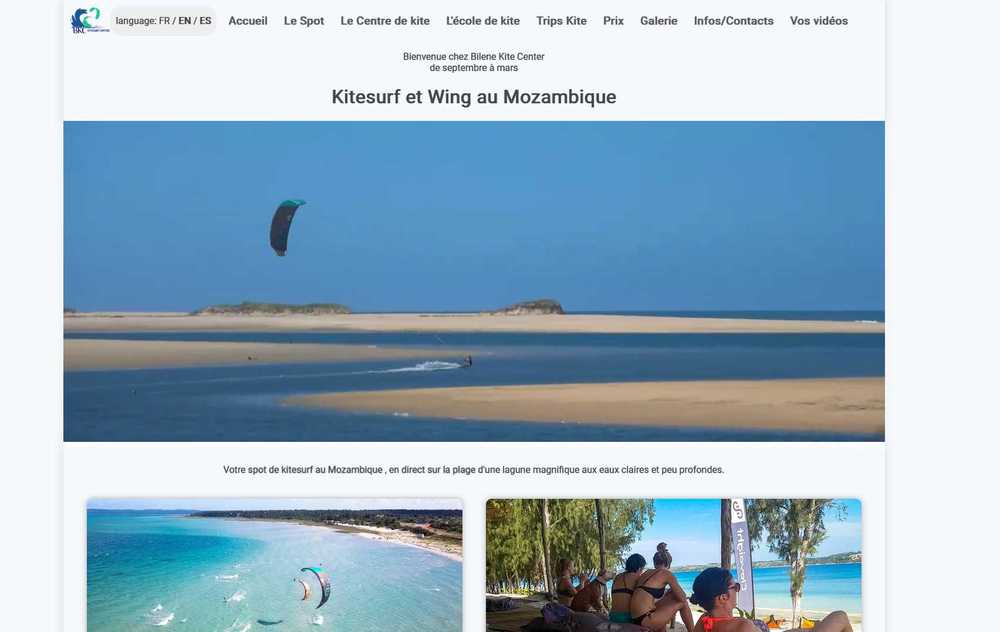 BKC
language: FR / EN / ES
Accueil
Le Spot
Le Centre de kite
L'école de kite
Trips Kite
Prix
Galerie
Infos/Contacts
Vos vidéos
Bienvenue chez Bilene Kite Center
de septembre à mars
Kitesurf et Wing au Mozambique
Votre spot de kitesurf au Mozambique , en direct sur la plage d'une lagune magnifique aux eaux claires et peu profondes.